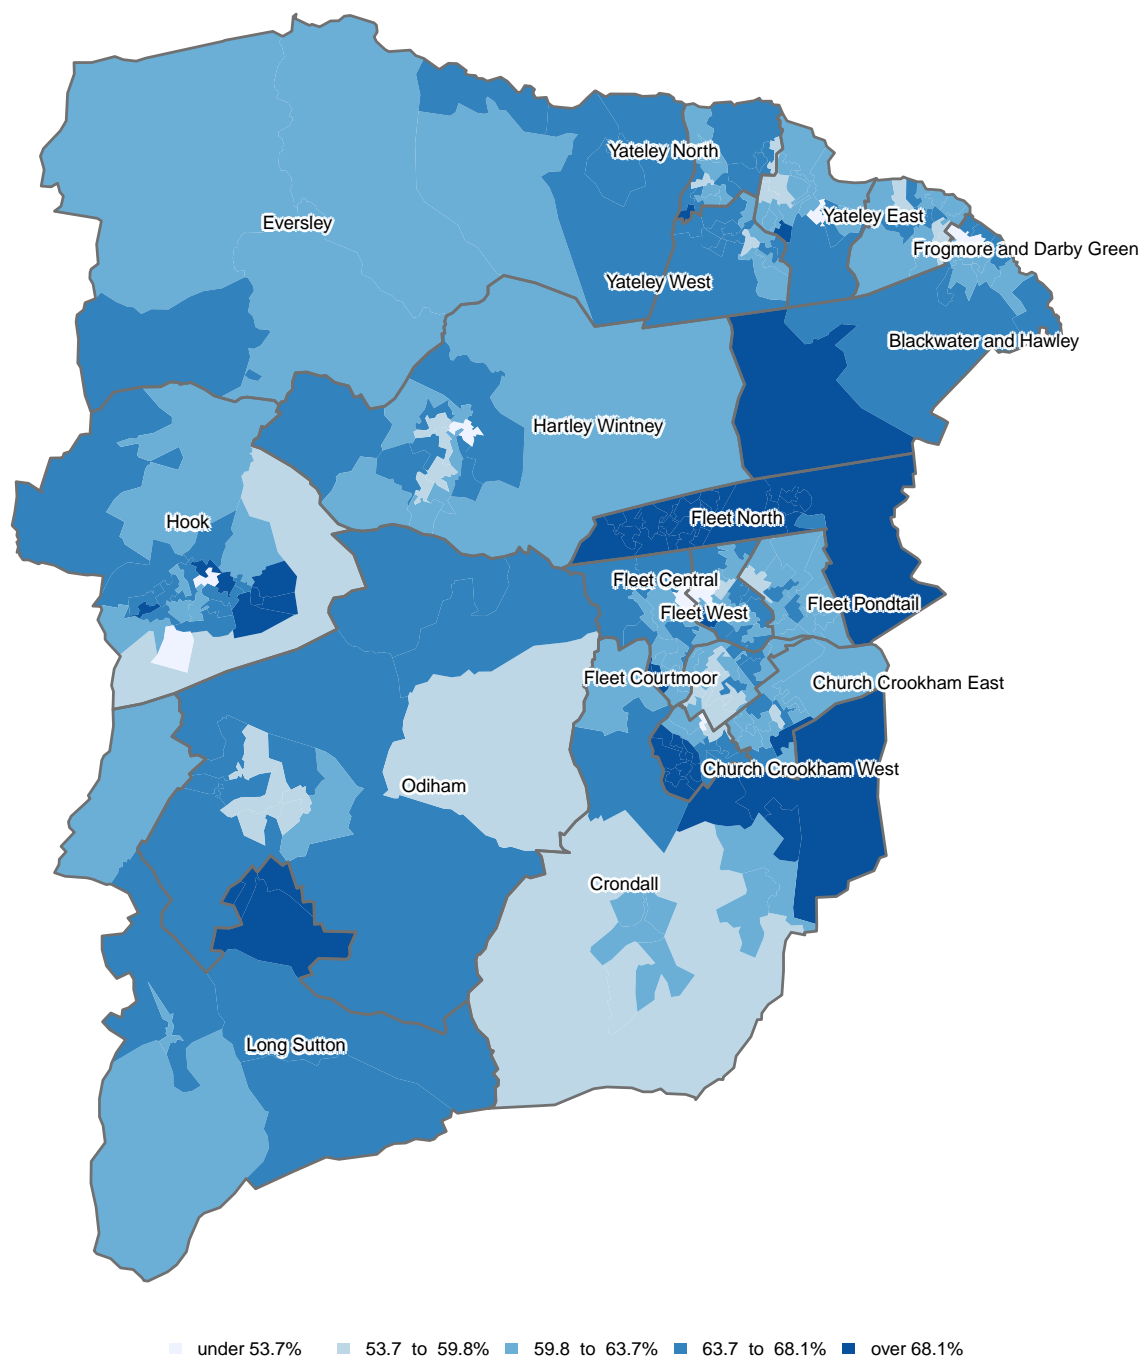 Yateley North
Eversley
Yateley East
Frogmore and Darby Green
Yateley West
Blackwater and Hawley
Hartley Wintney
Hook
Fleet North
Fleet Central
Fleet West
Fleet Pondtail
Fleet Courtmoor
Church Crookham East
Church Crookham West
Odiham
Crondall
Long Sutton
under 53.7% 53.7 to 59.8% 59.8 to 63.7% 63.7 to 68.1% over 68.1%